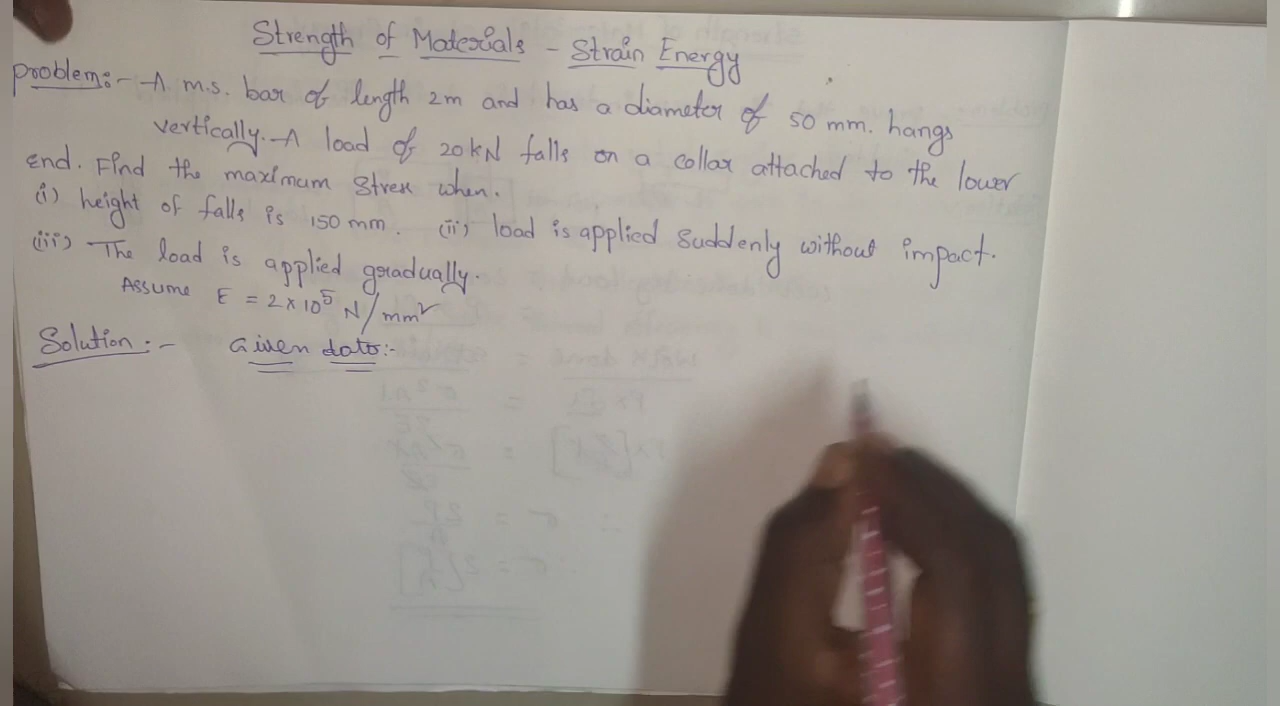 Strength of Materials - Strain Energy
Problem:- A m.s. bar of length 2m and has a diameter of 50 mm. hangs
vertically. A load of 20kN falls on a collar attached to the lower
end. Find the maximum stress when.
(i) height of falls is 150 mm. (ii) load is applied suddenly without impact.
(iii) The load is applied gradually.
Assume E = 2×10⁵ N/mm²
Solution:- Given data:-